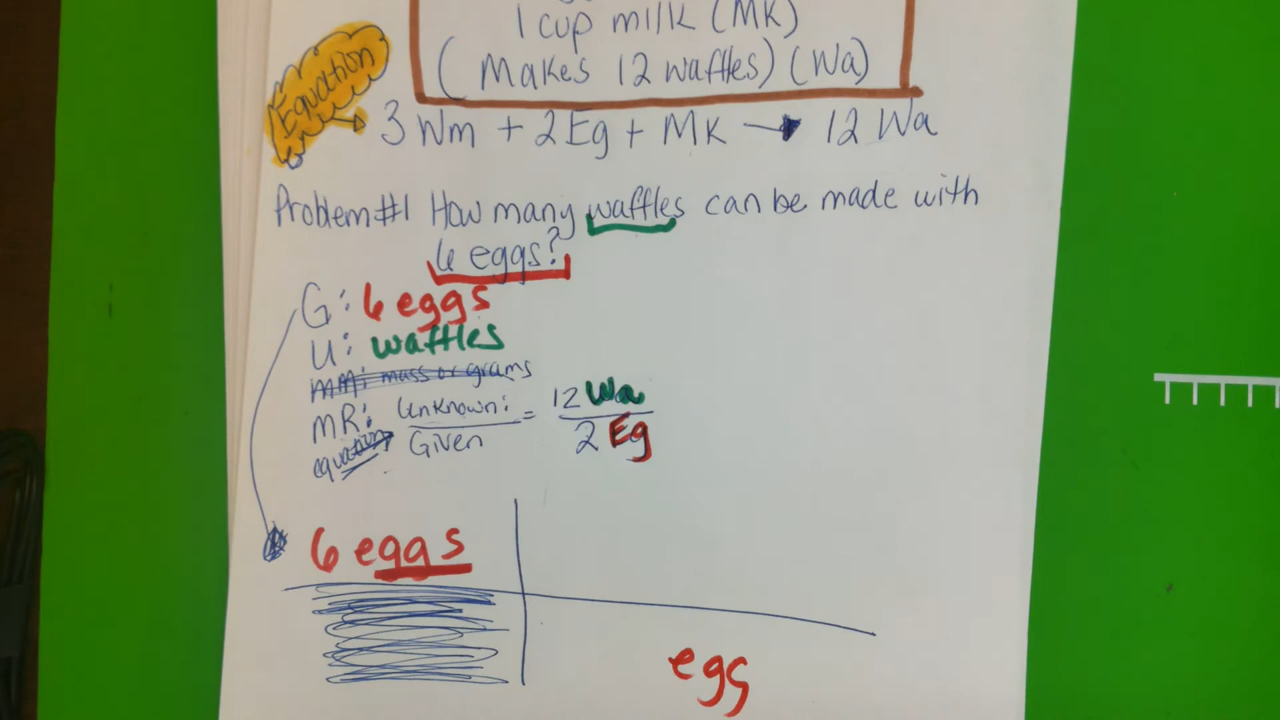 1 cup milk (MK)
(Makes 12 waffles) (Wa)
Equation
3 Wm + 2 Eg + MK → 12 Wa
Problem #1 How many waffles can be made with
6 eggs?
G: 6 eggs
U: waffles
MM: mass or grams
MR: Unknown: = 12 Wa
equation Given 2 Eg
6 eggs
egg